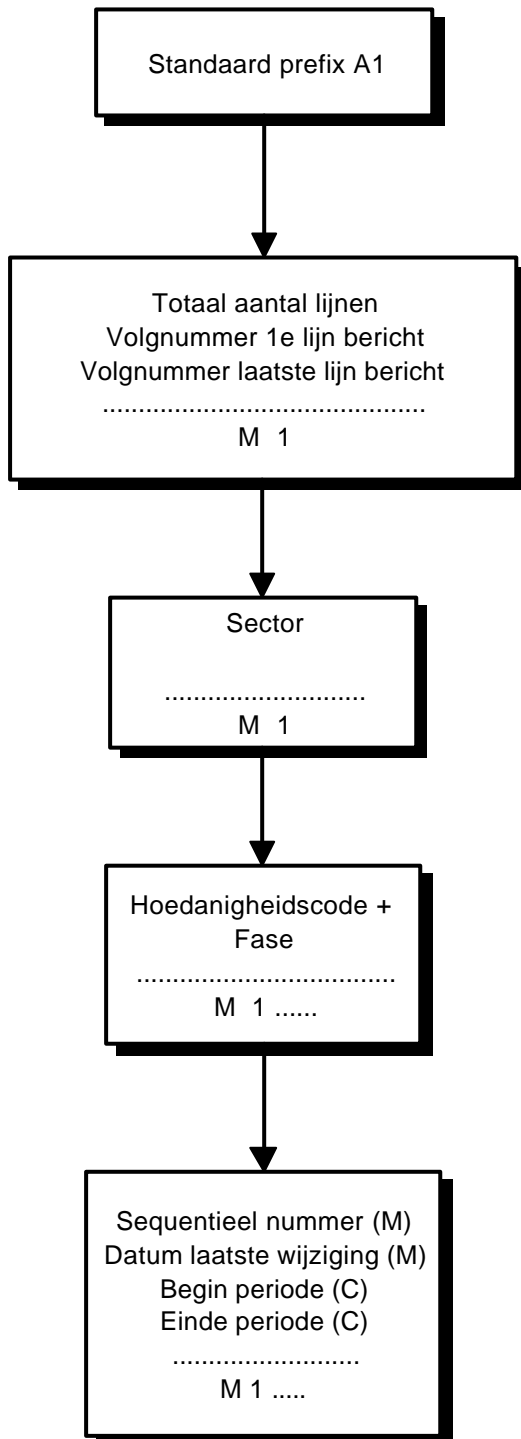 Standaard prefix A1
Totaal aantal lijnen
Volgnummer 1e lijn bericht
Volgnummer laatste lijn bericht
.............................................
M 1
Sector
............................
M 1
Hoedanigheidscode +
Fase
....................................
M 1 ......
Sequentieel nummer (M)
Datum laatste wijziging (M)
Begin periode (C)
Einde periode (C)
..........................
M 1 .....